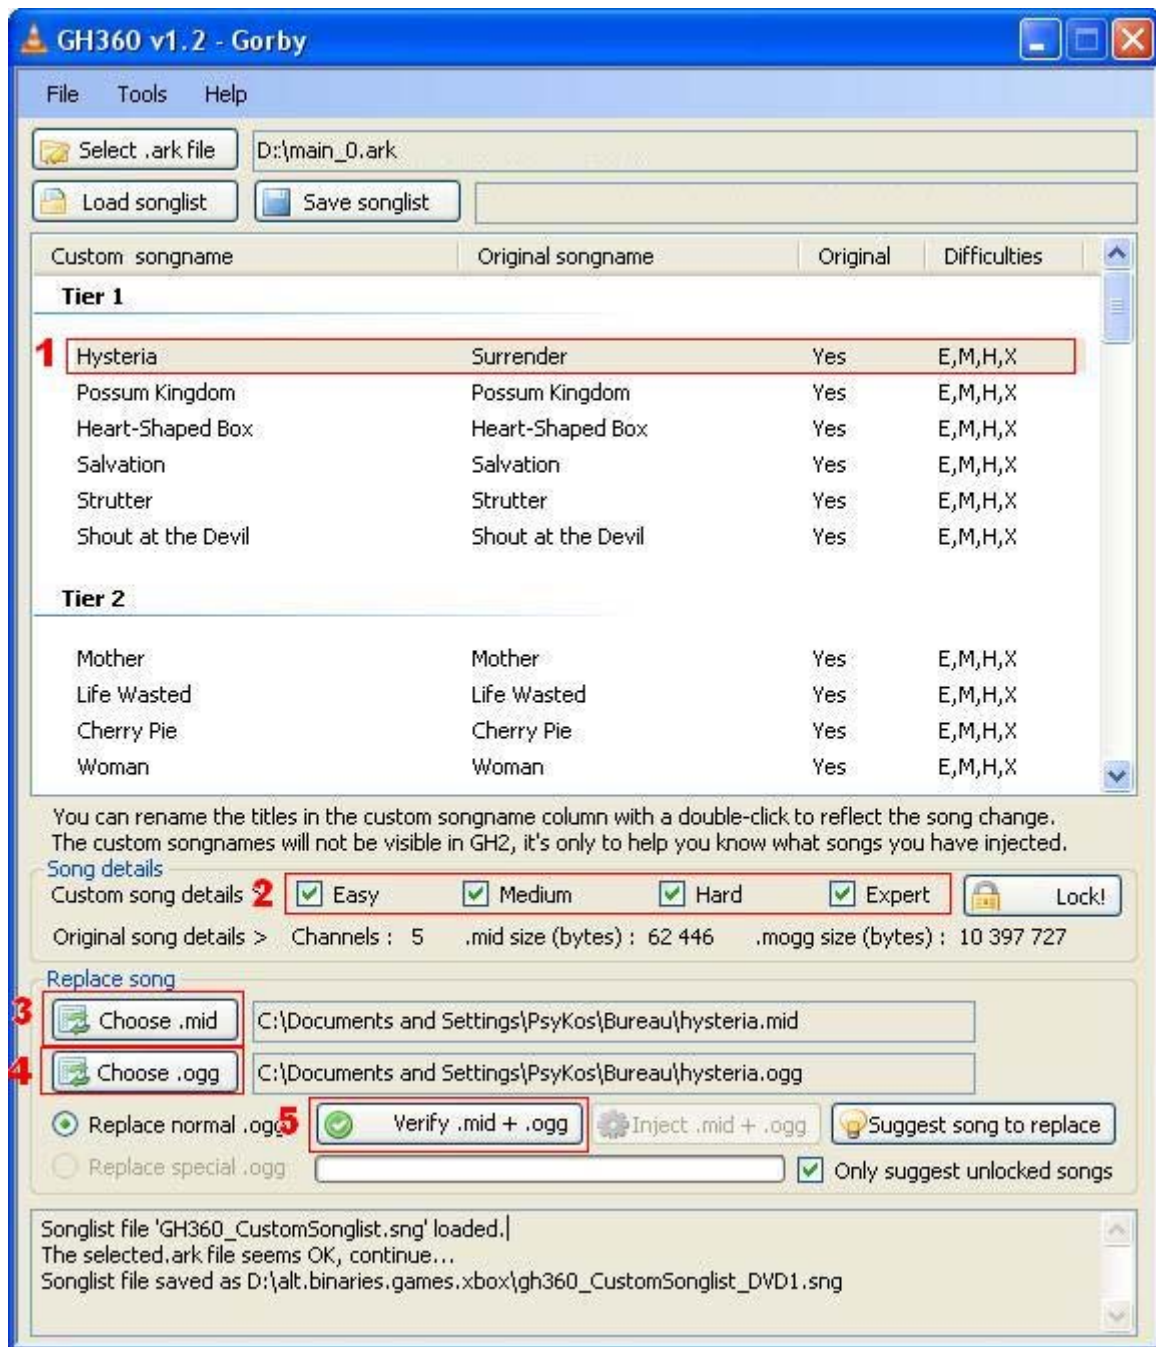 GH360 v1.2 - Gorby
File Tools Help
Select .ark file D:\main_0.ark
Load songlist Save songlist
Custom songname Original songname Original Difficulties
Tier 1
1 Hysteria Surrender Yes E,M,H,X
Possum Kingdom Possum Kingdom Yes E,M,H,X
Heart-Shaped Box Heart-Shaped Box Yes E,M,H,X
Salvation Salvation Yes E,M,H,X
Strutter Strutter Yes E,M,H,X
Shout at the Devil Shout at the Devil Yes E,M,H,X
Tier 2
Mother Mother Yes E,M,H,X
Life Wasted Life Wasted Yes E,M,H,X
Cherry Pie Cherry Pie Yes E,M,H,X
Woman Woman Yes E,M,H,X
You can rename the titles in the custom songname column with a double-click to reflect the song change.
The custom songnames will not be visible in GH2, it's only to help you know what songs you have injected.
Song details
Custom song details 2 Easy Medium Hard Expert Lock!
Original song details > Channels : 5 .mid size (bytes) : 62 446 .mogg size (bytes) : 10 397 727
Replace song
3 Choose .mid C:\Documents and Settings\PsyKos\Bureau\hysteria.mid
4 Choose .ogg C:\Documents and Settings\PsyKos\Bureau\hysteria.ogg
Replace normal .ogg 5 Verify .mid + .ogg Inject .mid + .ogg Suggest song to replace
Replace special .ogg Only suggest unlocked songs
Songlist file 'GH360_CustomSonglist.sng' loaded.
The selected.ark file seems OK, continue...
Songlist file saved as D:\alt.binaries.games.xbox\gh360_CustomSonglist_DVD1.sng